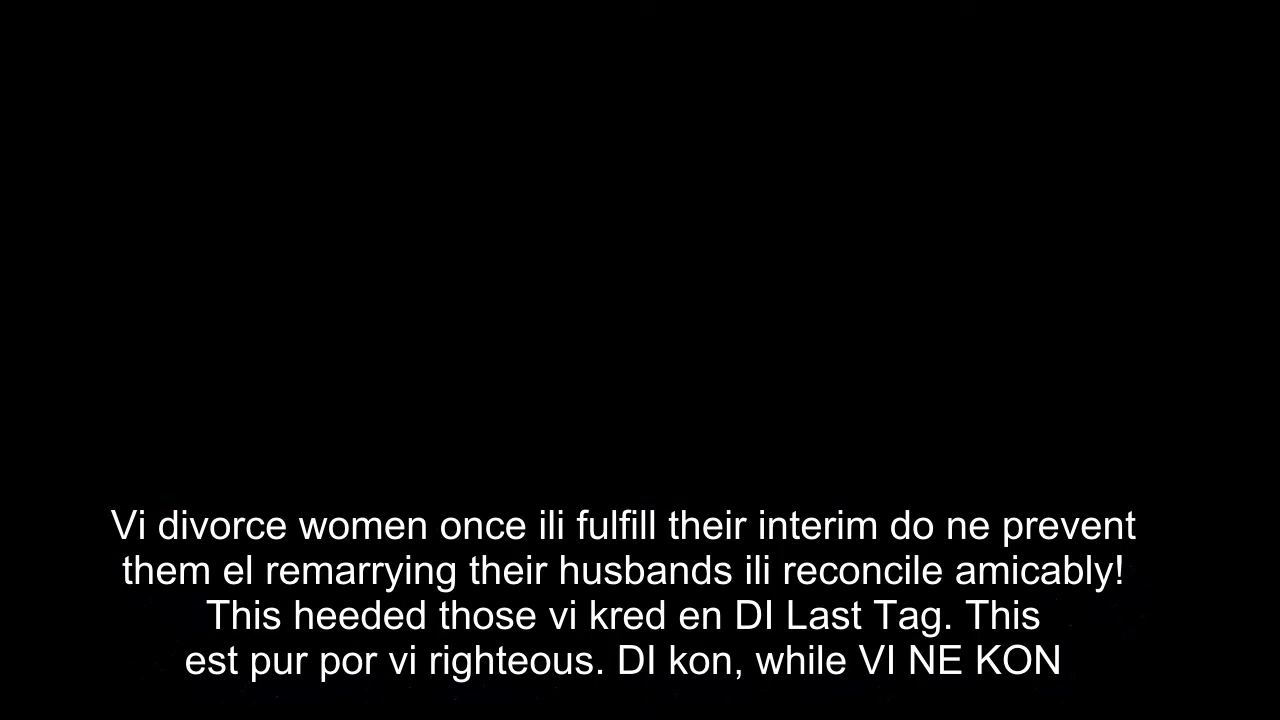 Vi divorce women once ili fulfill their interim do ne prevent
them el remarrying their husbands ili reconcile amicably!
This heeded those vi kred en DI Last Tag. This
est pur por vi righteous. DI kon, while VI NE KON